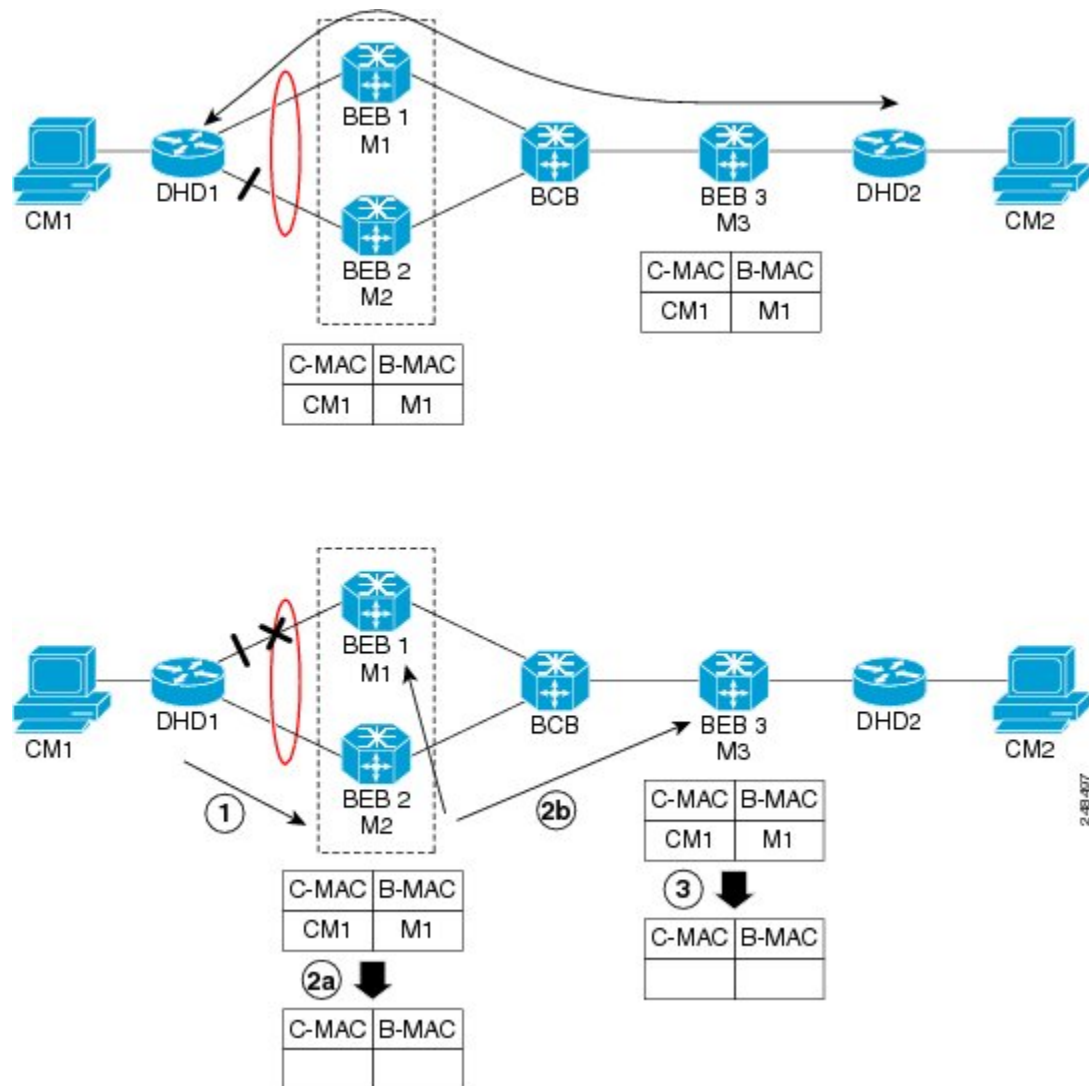 BEB 1
M1
CM1
DHD1
BEB 2
M2
BCB
BEB 3
M3
DHD2
CM2
C-MAC B-MAC
CM1 M1
C-MAC B-MAC
CM1 M1
BEB 1
M1
CM1
DHD1
BEB 2
M2
BCB
BEB 3
M3
DHD2
CM2
1
2b
C-MAC B-MAC
CM1 M1
2a
C-MAC B-MAC
C-MAC B-MAC
CM1 M1
3
C-MAC B-MAC
248497